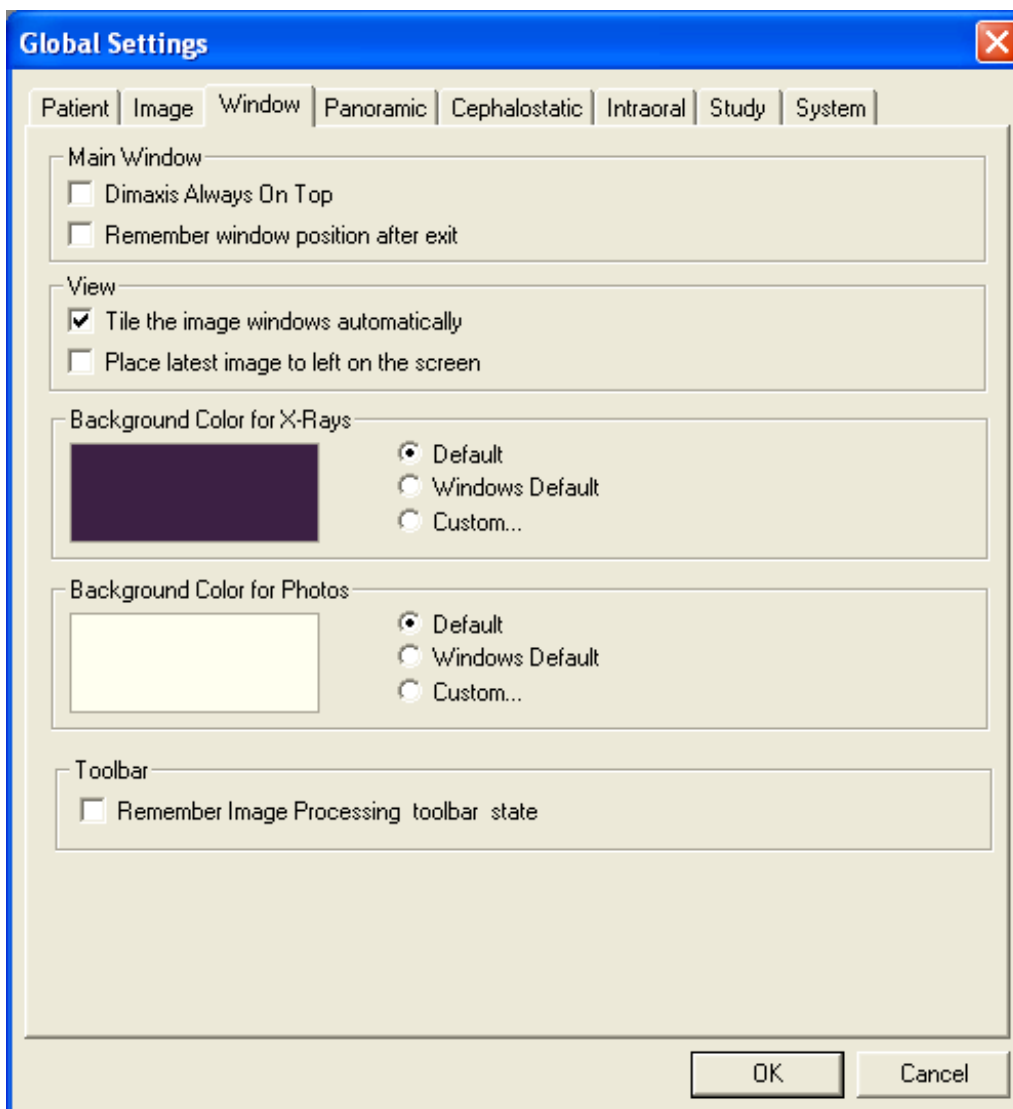 Global Settings
Patient Image Window Panoramic Cephalostatic Intraoral Study System
Main Window
Dimaxis Always On Top
Remember window position after exit
View
Tile the image windows automatically
Place latest image to left on the screen
Background Color for X-Rays
Default
Windows Default
Custom...
Background Color for Photos
Default
Windows Default
Custom...
Toolbar
Remember Image Processing toolbar state
OK Cancel